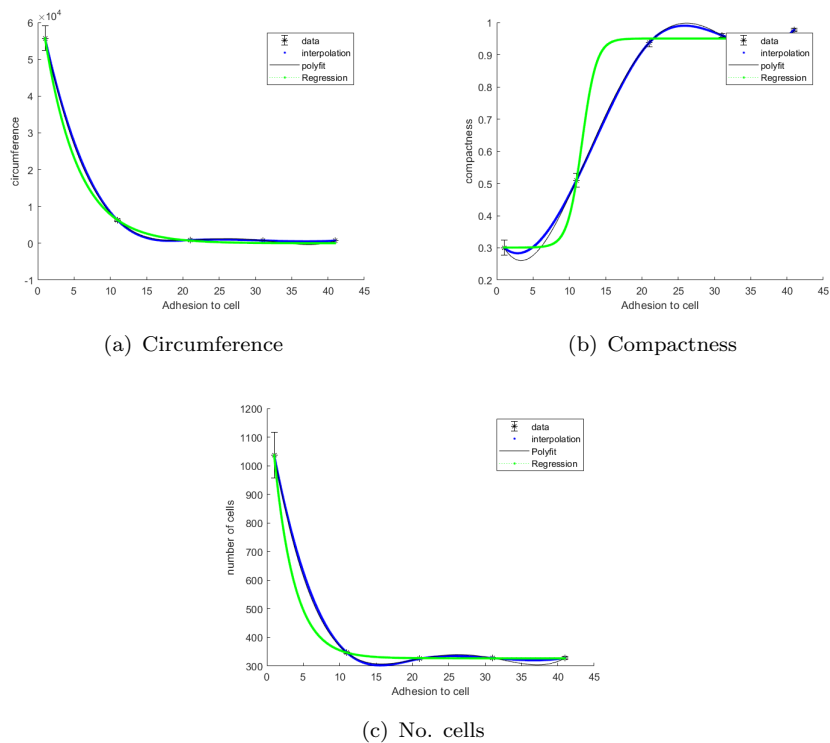 ×10⁴
6
5
4
3
2
1
0
-1
circumference
0 5 10 15 20 25 30 35 40 45
Adhesion to cell
data
interpolation
polyfit
Regression
(a) Circumference
1
0.9
0.8
0.7
0.6
0.5
0.4
0.3
0.2
compactness
0 5 10 15 20 25 30 35 40 45
Adhesion to cell
data
interpolation
polyfit
Regression
(b) Compactness
1200
1100
1000
900
800
700
600
500
400
300
number of cells
0 5 10 15 20 25 30 35 40 45
Adhesion to cell
data
interpolation
Polyfit
Regression
(c) No. cells